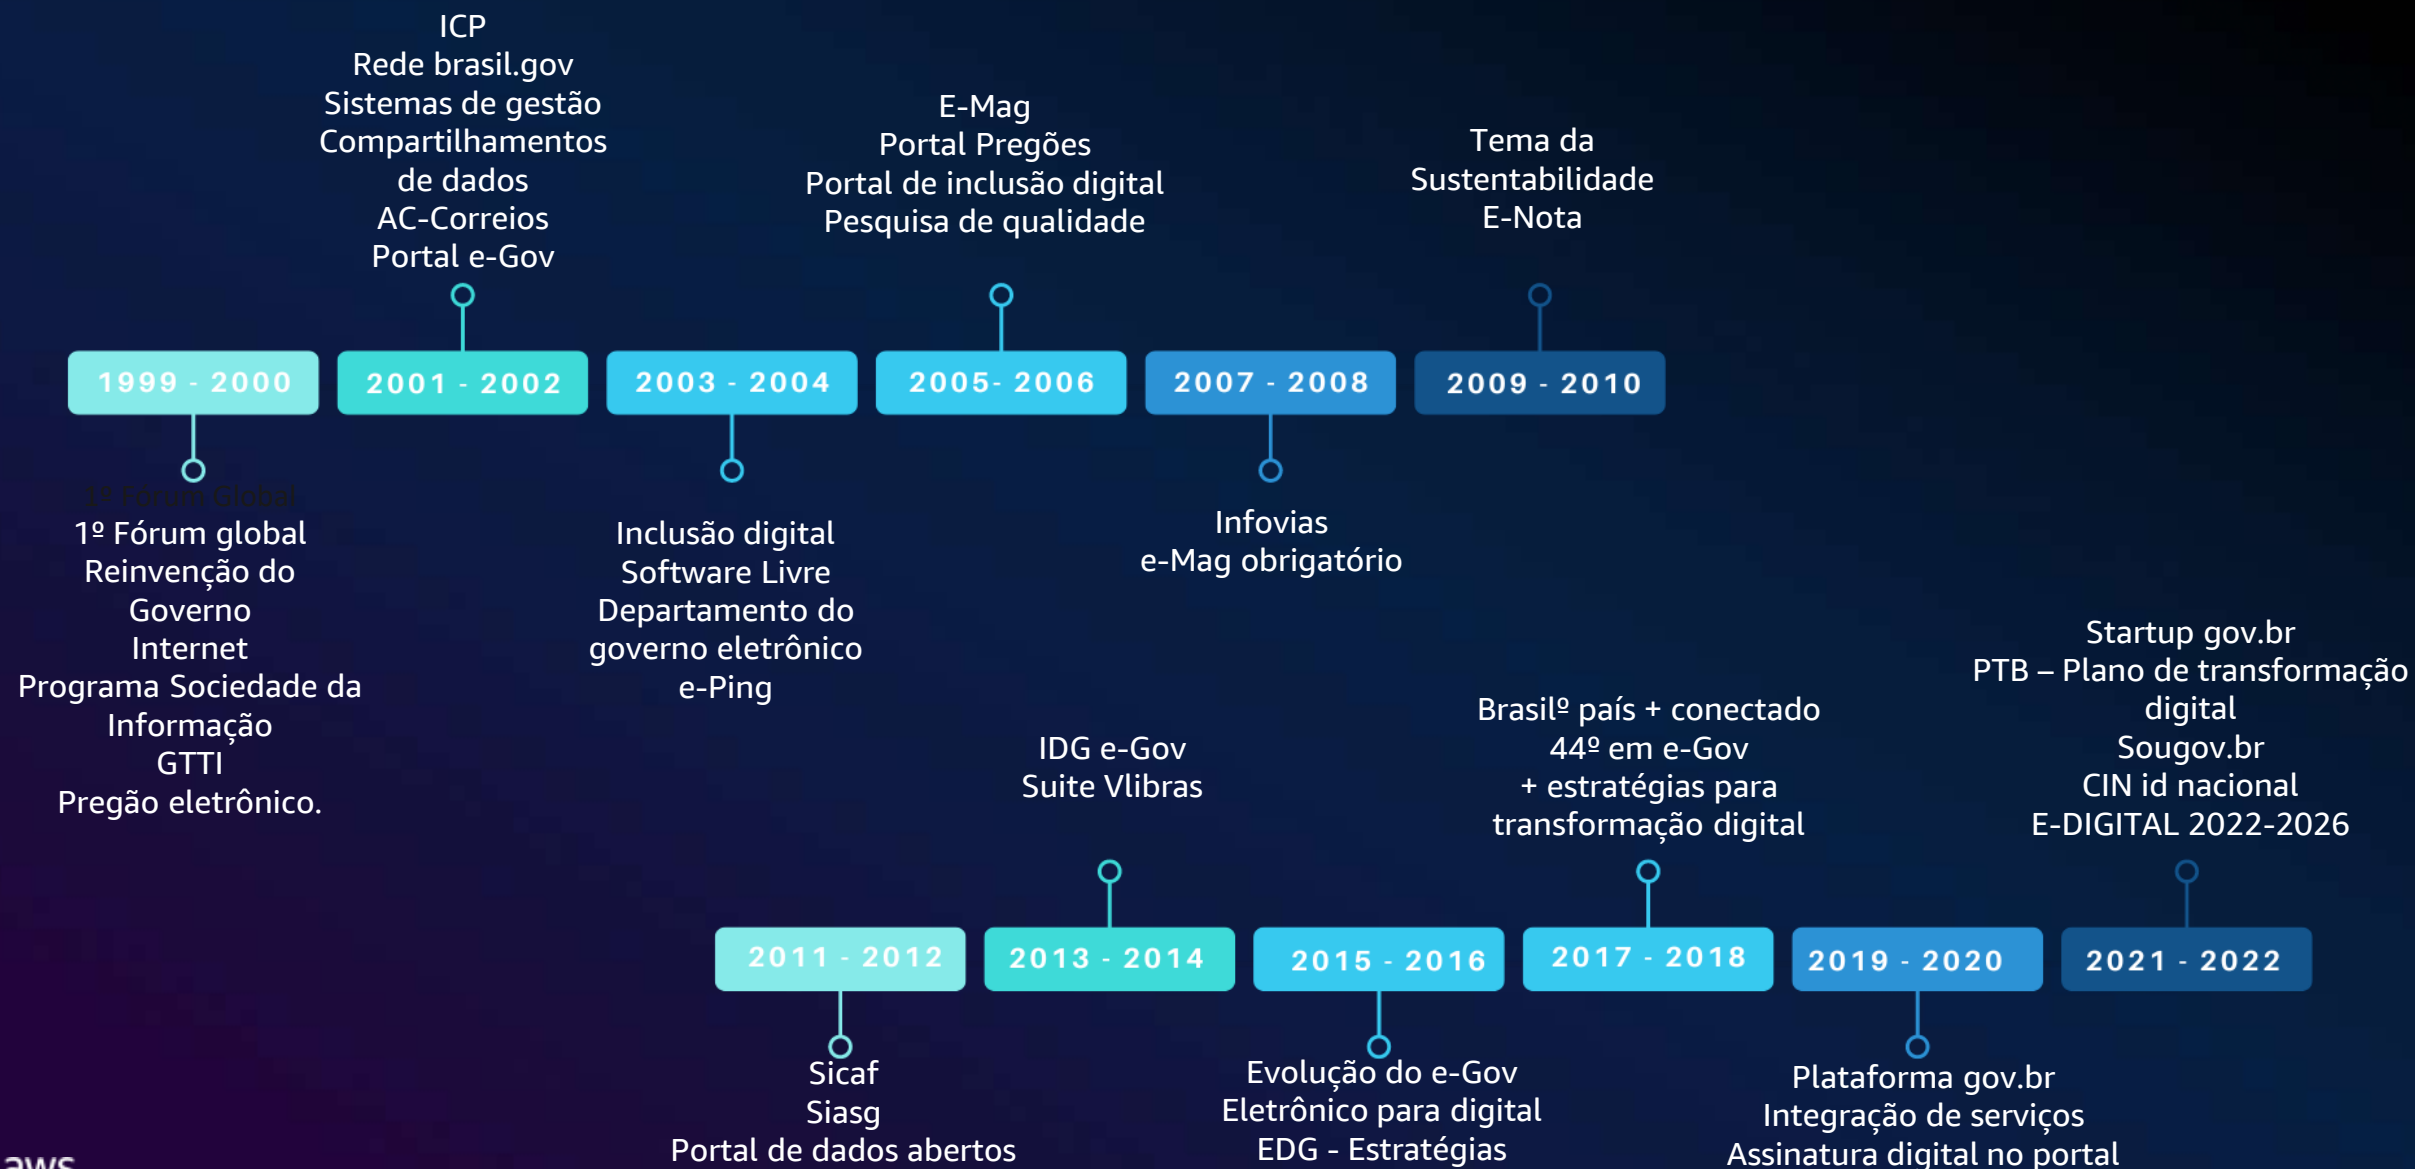 ICP
Rede brasil.gov
Sistemas de gestão
Compartilhamentos
de dados
AC-Correios
Portal e-Gov
E-Mag
Portal Pregões
Portal de inclusão digital
Pesquisa de qualidade
Tema da
Sustentabilidade
E-Nota
1999 - 2000
2001 - 2002
2003 - 2004
2005- 2006
2007 - 2008
2009 - 2010
1º Fórum Global
1º Fórum global
Reinvenção do
Governo
Internet
Programa Sociedade da
Informação
GTTI
Pregão eletrônico.
Inclusão digital
Software Livre
Departamento do
governo eletrônico
e-Ping
Infovias
e-Mag obrigatório
IDG e-Gov
Suite Vlibras
Brasilº país + conectado
44º em e-Gov
+ estratégias para
transformação digital
Startup gov.br
PTB – Plano de transformação
digital
Sougov.br
CIN id nacional
E-DIGITAL 2022-2026
2011 - 2012
2013 - 2014
2015 - 2016
2017 - 2018
2019 - 2020
2021 - 2022
Sicaf
Siasg
Portal de dados abertos
Evolução do e-Gov
Eletrônico para digital
EDG - Estratégias
Plataforma gov.br
Integração de serviços
Assinatura digital no portal
aws